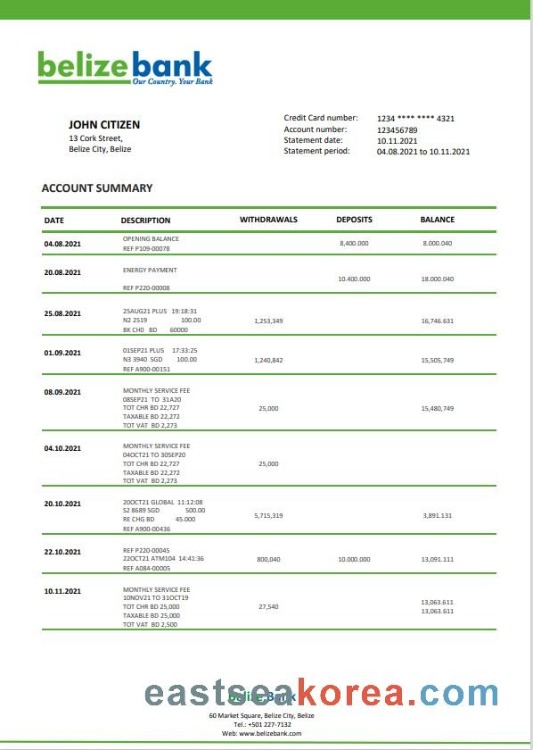 belizebank
Our Country. Your Bank
JOHN CITIZEN
13 Cork Street,
Belize City, Belize
Credit Card number: 1234 **** **** 4321
Account number: 123456789
Statement date: 10.11.2021
Statement period: 04.08.2021 to 10.11.2021
ACCOUNT SUMMARY
DATE DESCRIPTION WITHDRAWALS DEPOSITS BALANCE
04.08.2021 OPENING BALANCE 8,400.000 8.000.040
REF P109-00078
20.08.2021 ENERGY PAYMENT 10.400.000 18.000.040
REF P220-00008
25.08.2021 25AUG21 PLUS 19:18:31
N2 2519 100.00 1,253,349 16,746.631
BK CH0 BD 60000
01.09.2021 01SEP21 PLUS 17:33:25
N3 3940 SGD 100.00 1,240,842 15,505,749
REF A900-00151
08.09.2021 MONTHLY SERVICE FEE
08SEP21 TO 31A20
TOT CHR BD 22,727 25,000 15,480,749
TAXABLE BD 22,272
TOT VAT BD 2,273
04.10.2021 MONTHLY SERVICE FEE
04OCT21 TO 30SEP20
TOT CHR BD 22,727 25,000
TAXABLE BD 22,272
TOT VAT BD 2,273
20.10.2021 20OCT21 GLOBAL 11:12:08
S2 8689 SGD 500.00 5,715,319 3,891.131
RE CHG BD 45.000
REF A900-00436
22.10.2021 REF P220-00045
22OCT21 ATM104 14:41:36 800,040 10.000.000 13,091.111
REF A084-00005
10.11.2021 MONTHLY SERVICE FEE
10NOV21 TO 31OCT19 13,063.611
TOT CHR BD 25,000 27,540 13,063.611
TAXABLE BD 25,000
TOT VAT BD 2,500
eastseakorea.com
60 Market Square, Belize City, Belize
Tel.: +501 227-7132
Web: www.belizebank.com